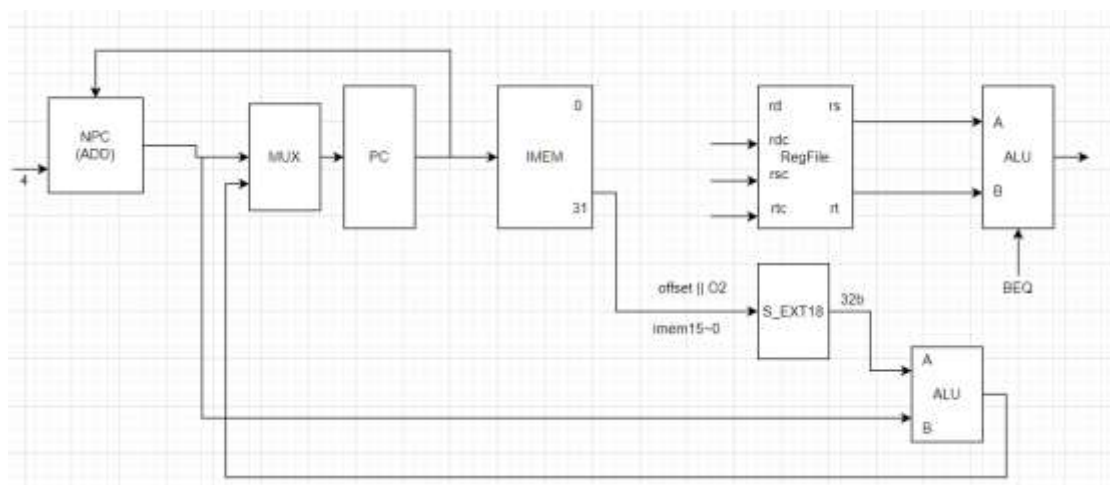 NPC
(ADD)
4
MUX
PC
0
IMEM
31
rd rs
rdc
RegFile
rsc
rtc rt
A
ALU
B
BEQ
offset || O2
imem15~0
S_EXT18
32b
A
ALU
B